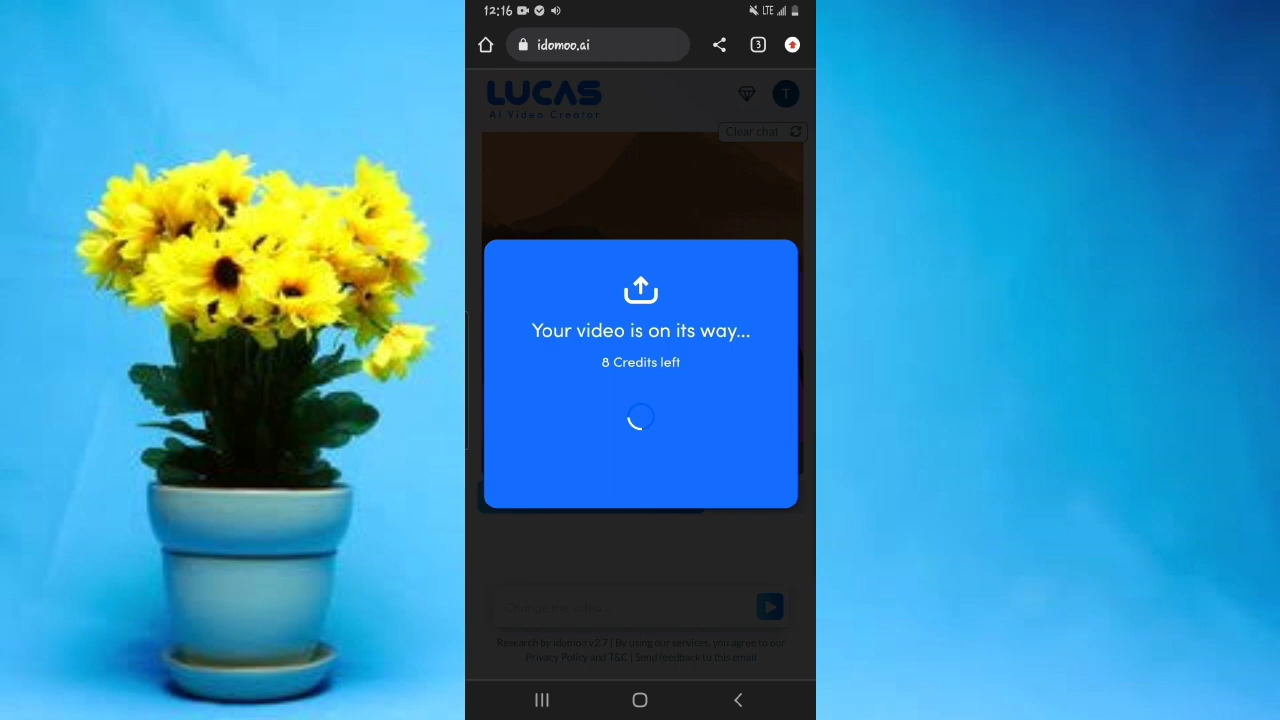 12:16
LTE
idomoo.ai
3
LUCAS
T
AI Video Creator
Clear chat
Your video is on its way...
8 Credits left
Change the video
Research by idomoo v2.7 | By using our services, you agree to our
Privacy Policy and T&C | Send feedback to this email